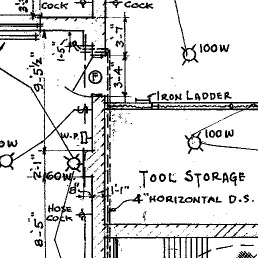 COCK
COCK
3'-7"
100W
1'-5"
9'-5½"
P
3'-4"
IRON LADDER
W.P.
100W
2'-1"
60W
TOOL STORAGE
8"
1'-1"
4" HORIZONTAL D.S.
HOSE
COCK
8'-5"